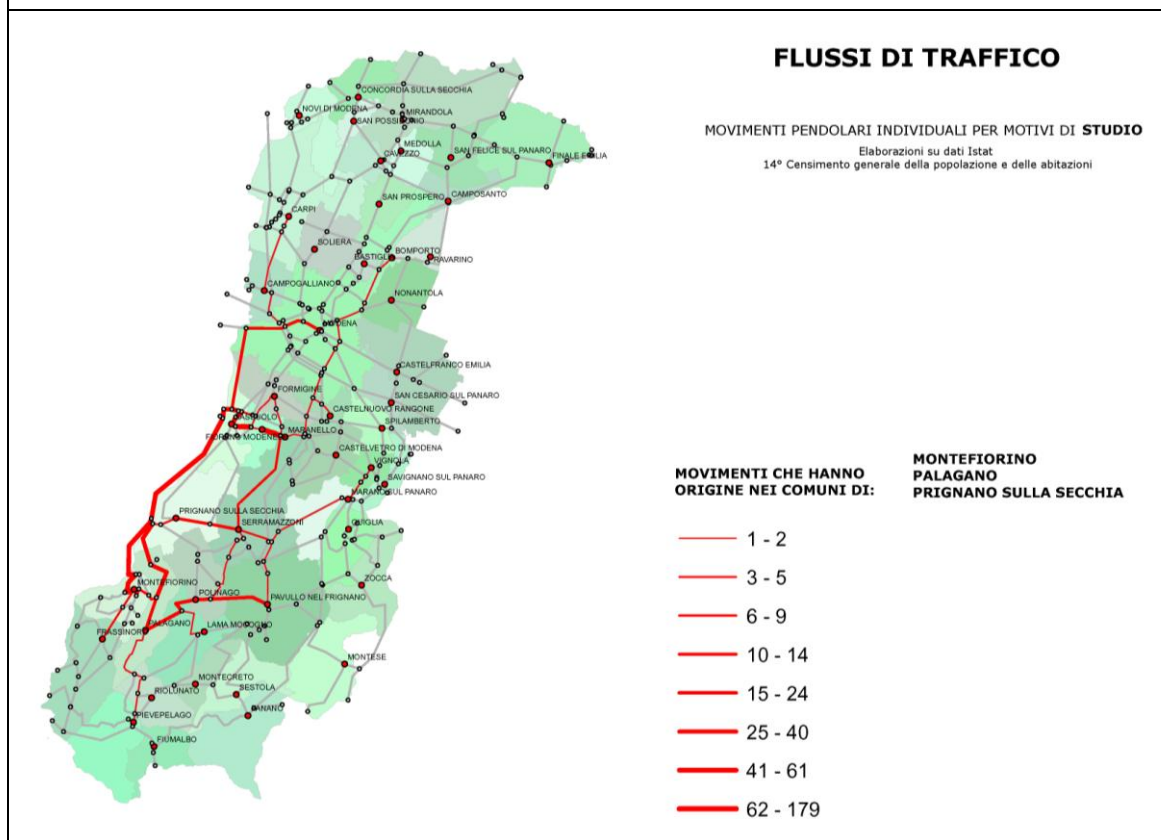 FLUSSI DI TRAFFICO
MOVIMENTI PENDOLARI INDIVIDUALI PER MOTIVI DI STUDIO
Elaborazioni su dati Istat
14° Censimento generale della popolazione e delle abitazioni
CONCORDIA SULLA SECCHIA
NOVI DI MODENA
MIRANDOLA
SAN POSSIDONIO
MEDOLLA
CAVEZZO
SAN FELICE SUL PANARO
FINALE EMILIA
SAN PROSPERO
CAMPOSANTO
CARPI
SOLIERA
BASTIGLIA
BOMPORTO
RAVARINO
CAMPOGALLIANO
NONANTOLA
MODENA
CASTELFRANCO EMILIA
FORMIGINE
SAN CESARIO SUL PANARO
SASSUOLO
CASTELNUOVO RANGONE
SPILAMBERTO
FIORANO MODENESE
MARANELLO
CASTELVETRO DI MODENA
VIGNOLA
SAVIGNANO SUL PANARO
MARANO SUL PANARO
PRIGNANO SULLA SECCHIA
SERRAMAZZONI
GUIGLIA
MONTEFIORINO
ZOCCA
POLINAGO
PAVULLO NEL FRIGNANO
PALAGANO
LAMA MOCOGNO
FRASSINORO
MONTESE
MONTECRETO
RIOLUNATO
SESTOLA
FANANO
PIEVEPELAGO
FIUMALBO
MOVIMENTI CHE HANNO
ORIGINE NEI COMUNI DI:
MONTEFIORINO
PALAGANO
PRIGNANO SULLA SECCHIA
1 - 2
3 - 5
6 - 9
10 - 14
15 - 24
25 - 40
41 - 61
62 - 179